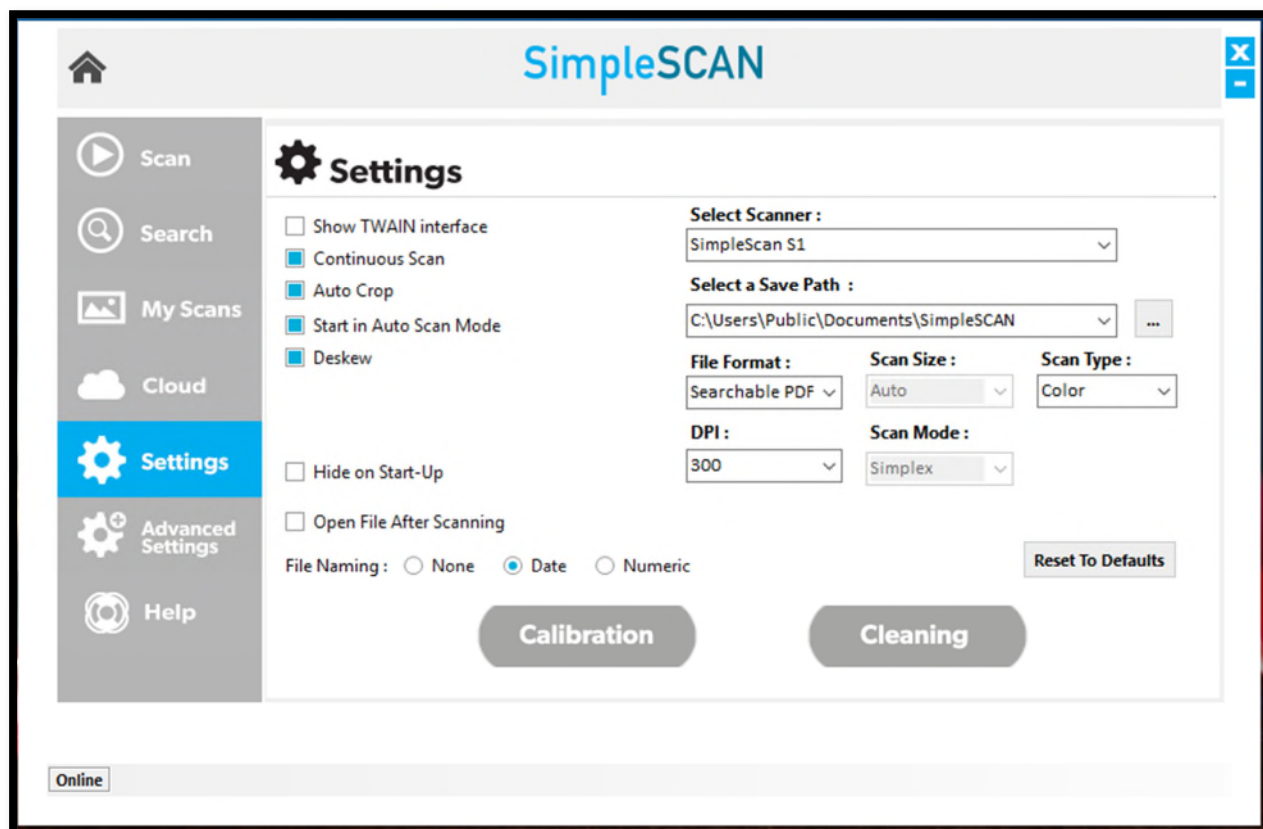 SimpleSCAN
X
-
Scan
Search
My Scans
Cloud
Settings
Advanced
Settings
Help
Settings
Show TWAIN interface
Continuous Scan
Auto Crop
Start in Auto Scan Mode
Deskew
Hide on Start-Up
Open File After Scanning
File Naming : None Date Numeric
Select Scanner :
SimpleScan S1
Select a Save Path :
C:\Users\Public\Documents\SimpleSCAN
...
File Format : Scan Size : Scan Type :
Searchable PDF Auto Color
DPI : Scan Mode :
300 Simplex
Reset To Defaults
Calibration Cleaning
Online